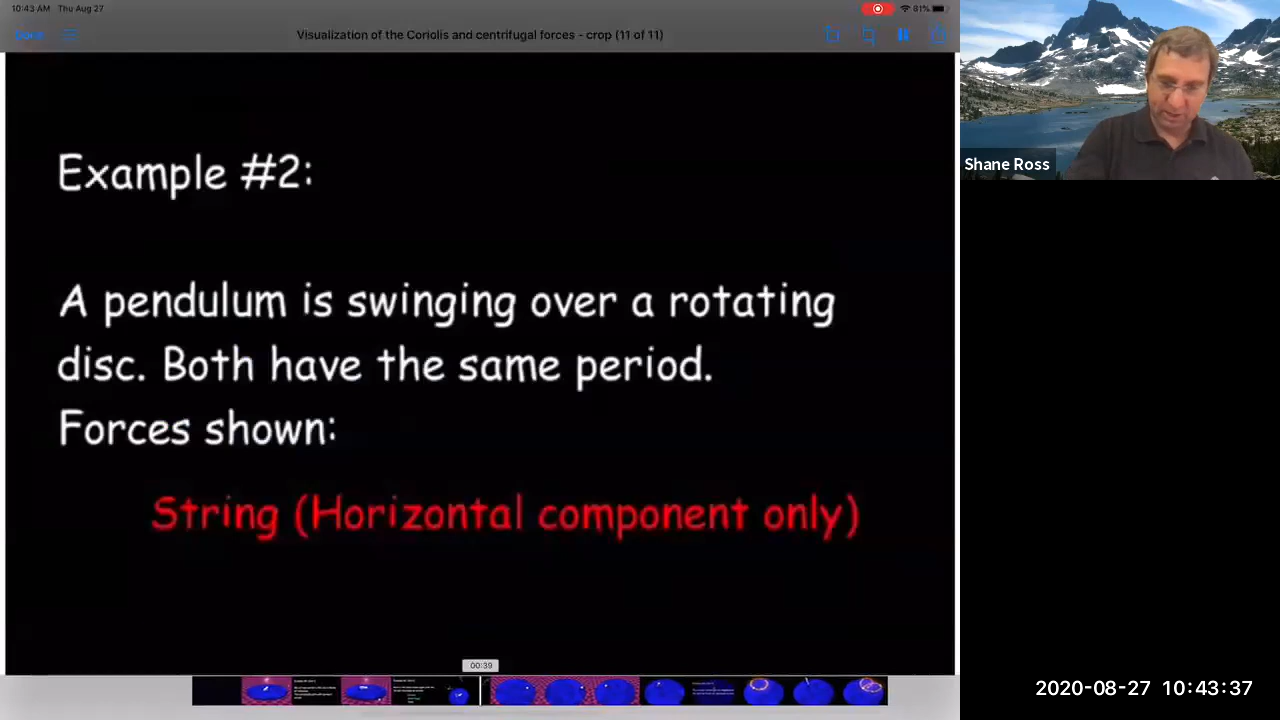 10:43 AM Thu Aug 27
81%
Visualization of the Coriolis and centrifugal forces - crop (11 of 11)
Example #2:
A pendulum is swinging over a rotating
disc. Both have the same period.
Forces shown:
String (Horizontal component only)
00:39
Shane Ross
2020-08-27 10:43:37